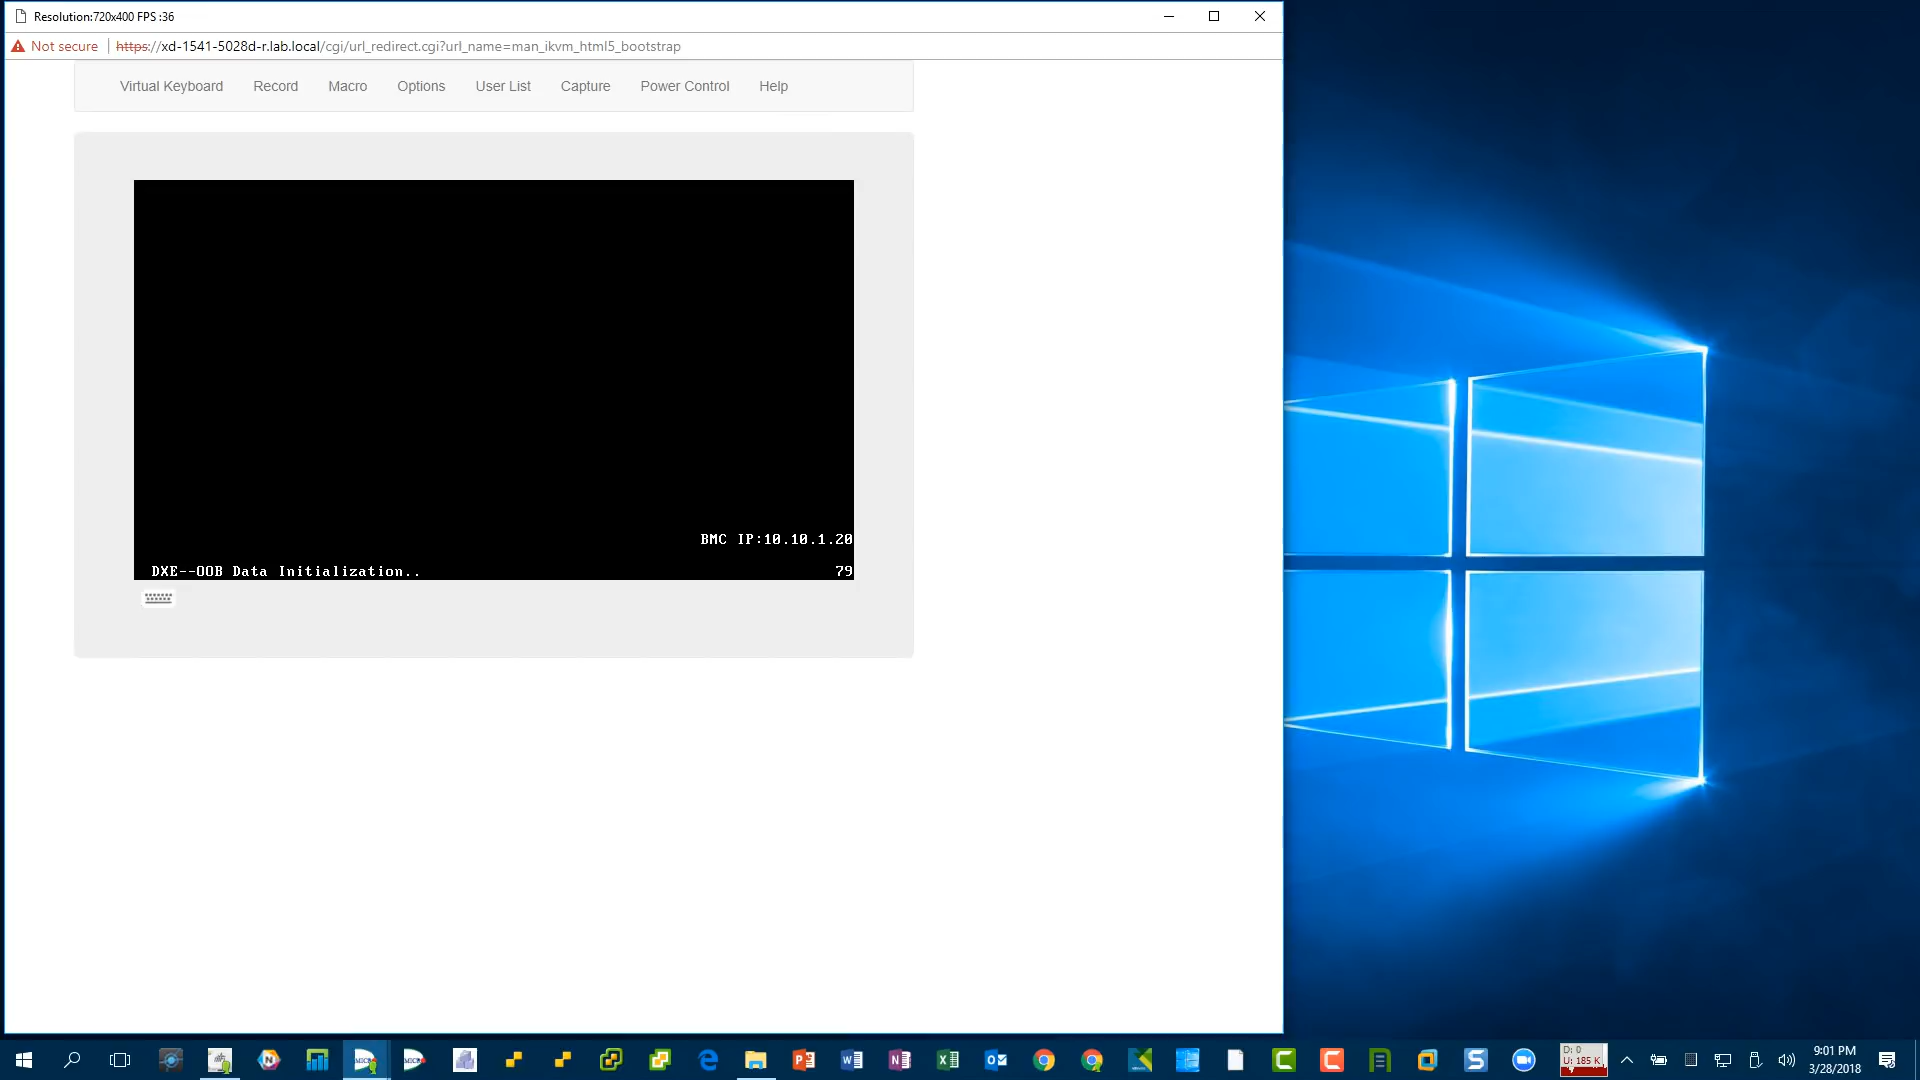 Resolution:720x400 FPS :36
Not secure https://xd-1541-5028d-r.lab.local/cgi/url_redirect.cgi?url_name=man_ikvm_html5_bootstrap
Virtual Keyboard Record Macro Options User List Capture Power Control Help
BMC IP:10.10.1.20
DXE--OOB Data Initialization.. 79
D: 0
U: 185 K
9:01 PM
3/28/2018